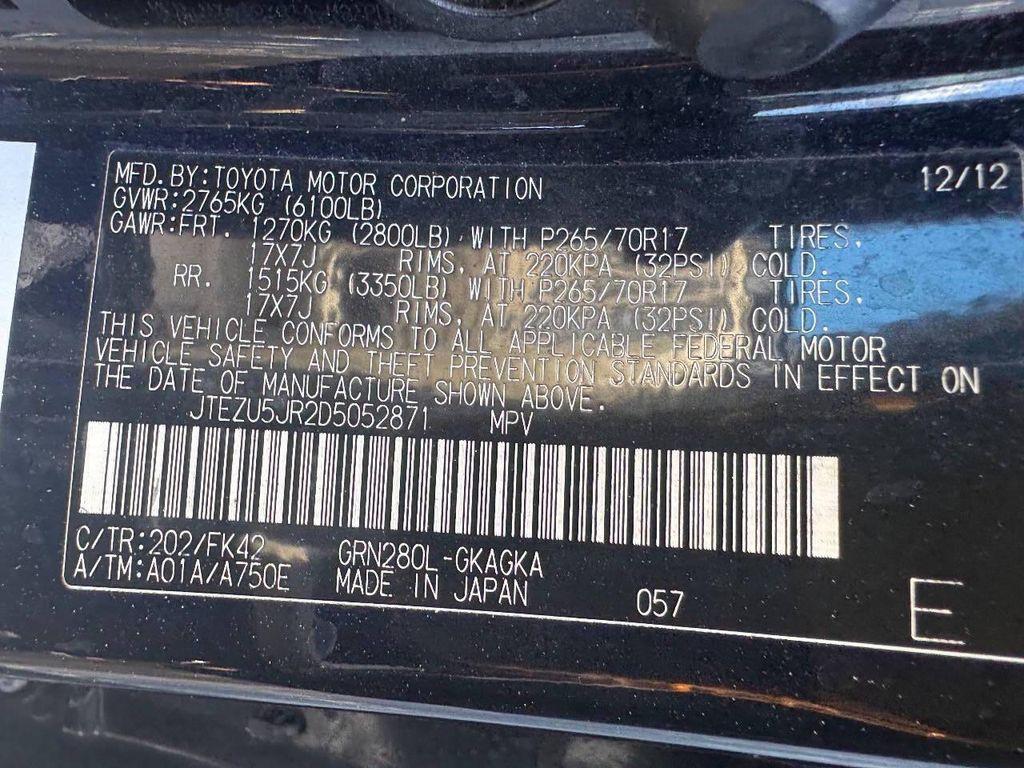 MFD. BY: TOYOTA MOTOR CORPORATION 12/12
GVWR: 2765KG (6100LB)
GAWR: FRT. 1270KG (2800LB) WITH P265/70R17 TIRES,
17X7J RIMS, AT 220KPA (32PSI) COLD.
RR. 1515KG (3350LB) WITH P265/70R17 TIRES,
17X7J RIMS, AT 220KPA (32PSI) COLD.
THIS VEHICLE CONFORMS TO ALL APPLICABLE FEDERAL MOTOR
VEHICLE SAFETY AND THEFT PREVENTION STANDARDS IN EFFECT ON
THE DATE OF MANUFACTURE SHOWN ABOVE.
JTEZU5JR2D5052871 MPV
C/TR: 202/FK42 GRN280L-GKAGKA
A/TM: A01A/A750E MADE IN JAPAN 057 E